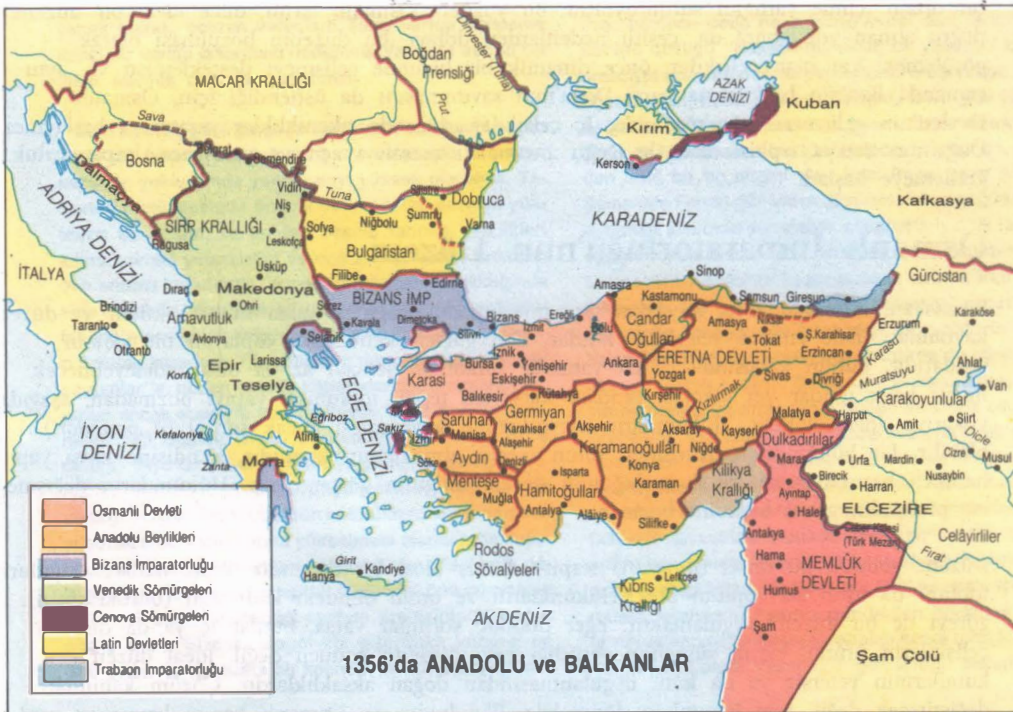 MACAR KRALLIĞI
Boğdan
Prensliği
Dinyester (Turla)
Prut
AZAK
DENİZİ
Kuban
Kırım
Kerson
Sava
Bosna
Belgrat
Semendire
Dalmaçya
Vidin
Tuna
Silistre
Dobruca
Niş
Niğbolu
Şumnu
Varna
KARADENİZ
Kafkasya
ADRİYA DENİZİ
SIRP KRALLIĞI
Leskofça
Sofya
Bulgaristan
Ragusa
Üsküp
Filibe
Edirne
Sinop
Gürcistan
İTALYA
Dıraç
Makedonya
Ohri
BİZANS İMP.
Amasra
Kastamonu
Samsun
Giresun
Brindizi
Arnavutluk
Serez
Dimetoka
Bizans
Ereğli
Candar
Oğulları
Amasya
Niksar
Ş.Karahisar
Erzurum
Karaköse
Taranto
Avlonya
Selanik
Kavala
Silivri
İzmit
Bolu
Tokat
Erzincan
Karasu
Otranto
Epir
Larissa
İznik
Bursa
Yenişehir
Ankara
ERETNA DEVLETİ
Yozgat
Sivas
Divriği
Muratsuyu
Ahlat
Van
Korfu
Teselya
EGE DENİZİ
Karasi
Eskişehir
Kütahya
Kırşehir
Kızılırmak
Karakoyunlular
Balıkesir
Germiyan
Malatya
Harput
Amit
Siirt
Eğriboz
Sakız
Saruhan
Manisa
Karahisar
Akşehir
Aksaray
Kayseri
Dulkadırlılar
Dicle
İYON
DENİZİ
Kefalonya
Atina
İzmir
Alaşehir
Karamanoğulları
Niğde
Maraş
Urfa
Mardin
Cizre
Musul
Zanta
Mora
Aydın
Denizli
Isparta
Konya
Kilikya
Krallığı
Birecik
Harran
Nusaybin
Menteşe
Hamitoğulları
Karaman
Ayıntap
Muğla
Antalya
Alâiye
Silifke
Halep
ELCEZİRE
Antakya
Caber Kalesi
(Türk Mezarı)
Celâyirliler
Fırat
Rodos
Şövalyeleri
Hama
Humus
MEMLÛK
DEVLETİ
Girit
Hanya
Kandiye
Kıbrıs
Krallığı
Lefkoşe
AKDENİZ
Şam
Şam Çölü
Osmanlı Devleti
Anadolu Beylikleri
Bizans İmparatorluğu
Venedik Sömürgeleri
Cenova Sömürgeleri
Latin Devletleri
Trabzon İmparatorluğu
1356'da ANADOLU ve BALKANLAR